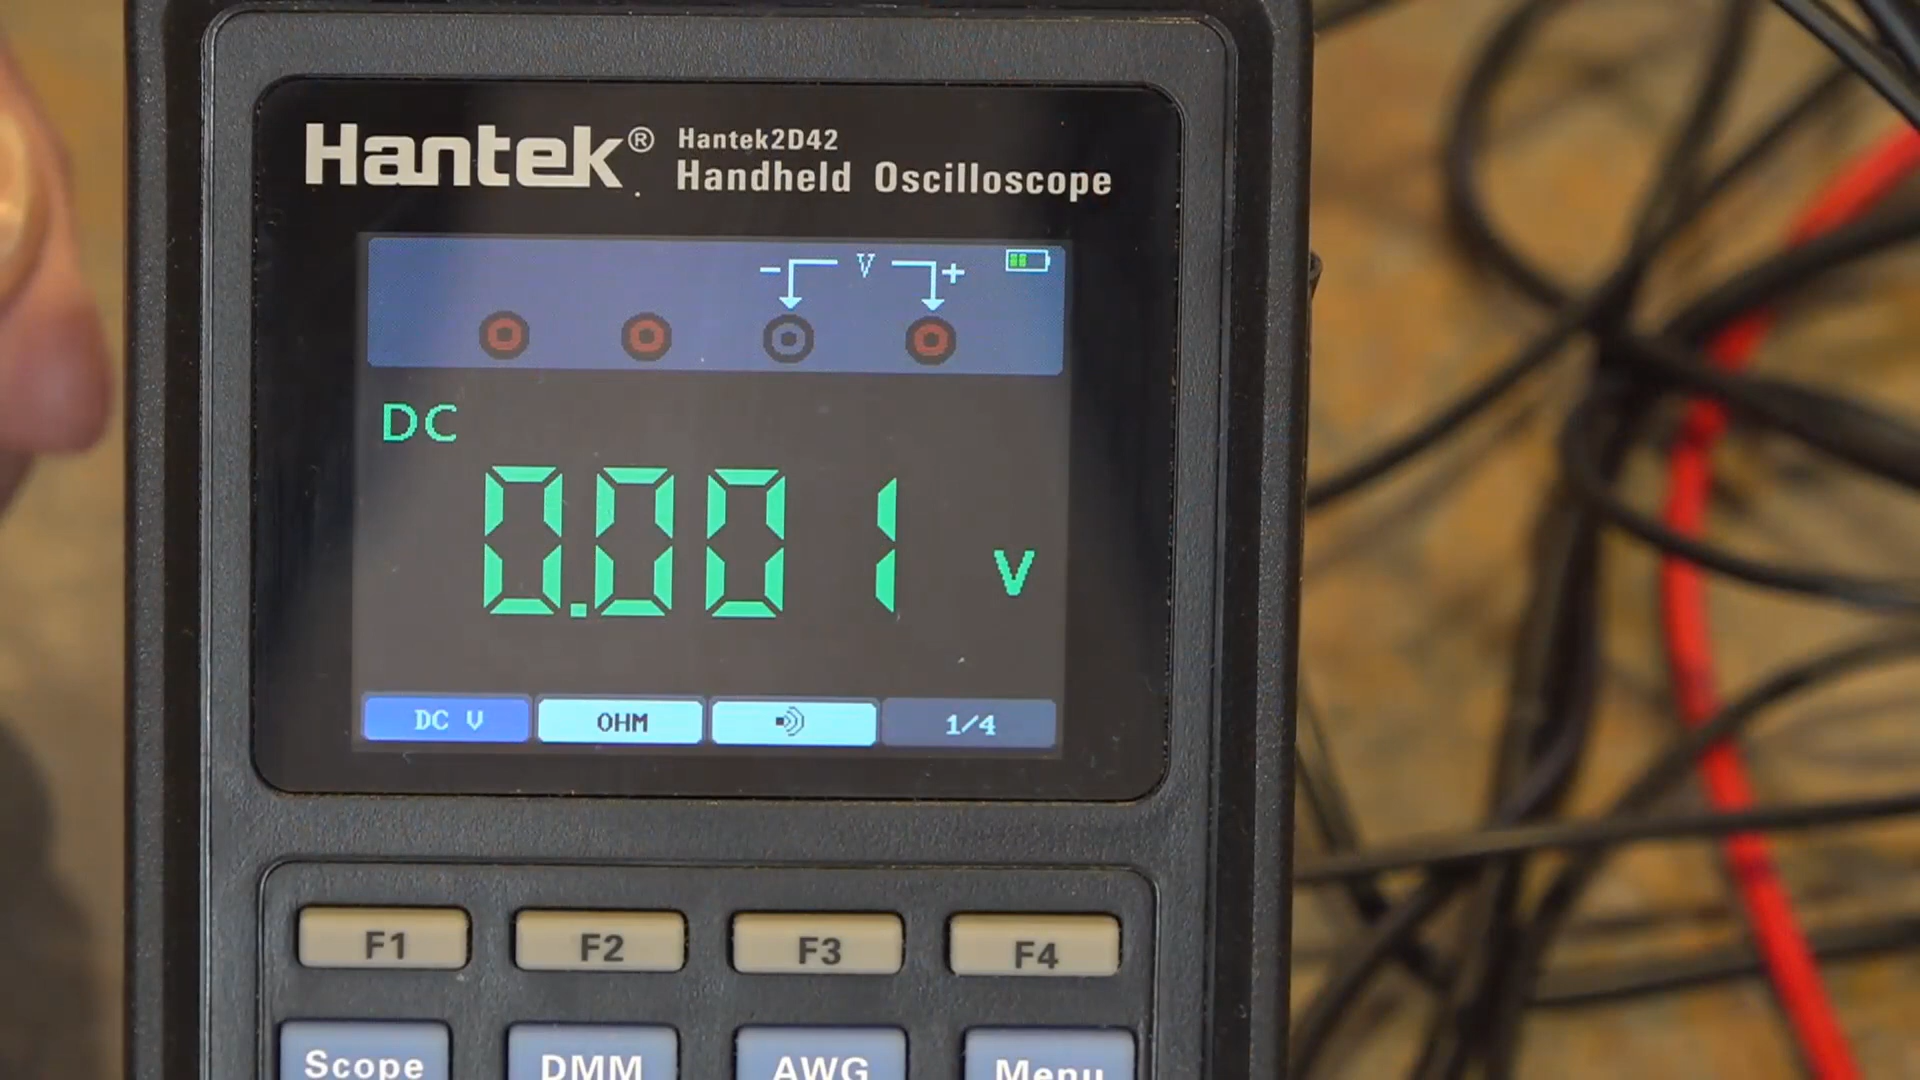 Hantek®
Hantek2D42
Handheld Oscilloscope
- V +
DC
0.001 V
DC V OHM 1/4
F1 F2 F3 F4
Scope DMM AWG Menu